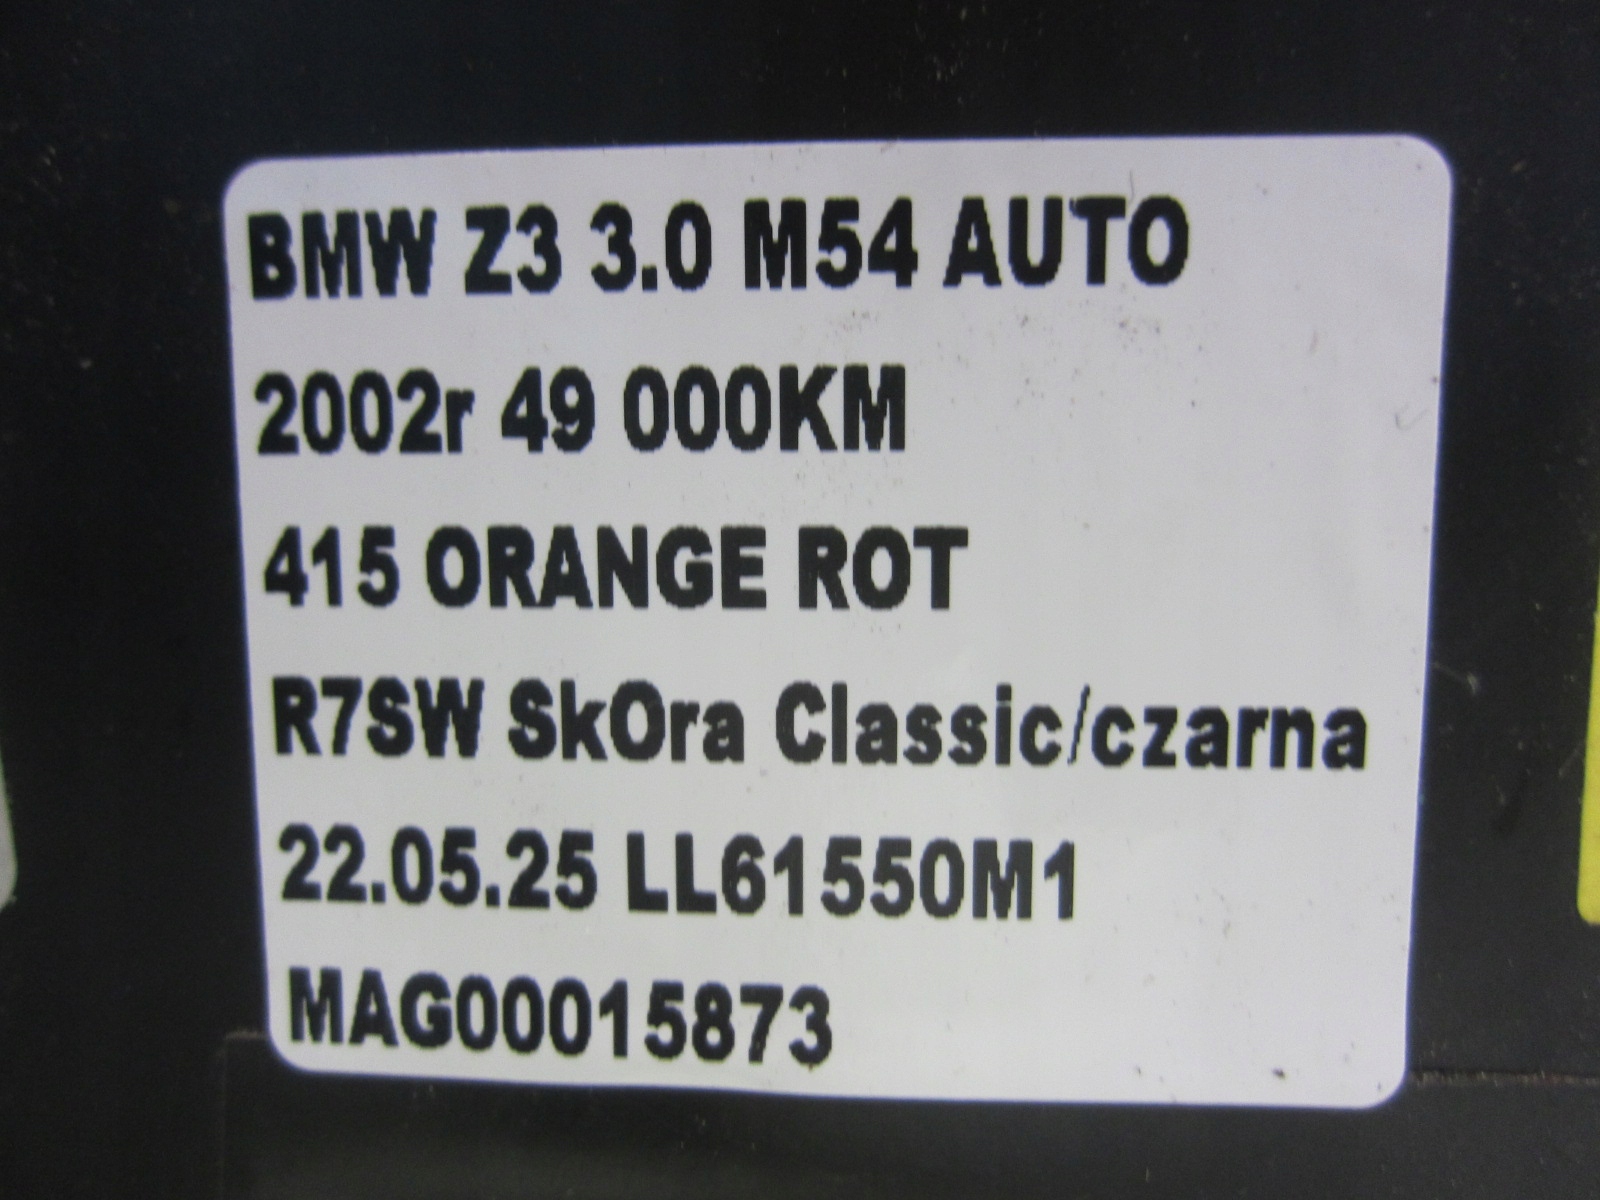 BMW Z3 3.0 M54 AUTO
2002r 49 000KM
415 ORANGE ROT
R7SW SkOra Classic/czarna
22.05.25 LL61550M1
MAG00015873